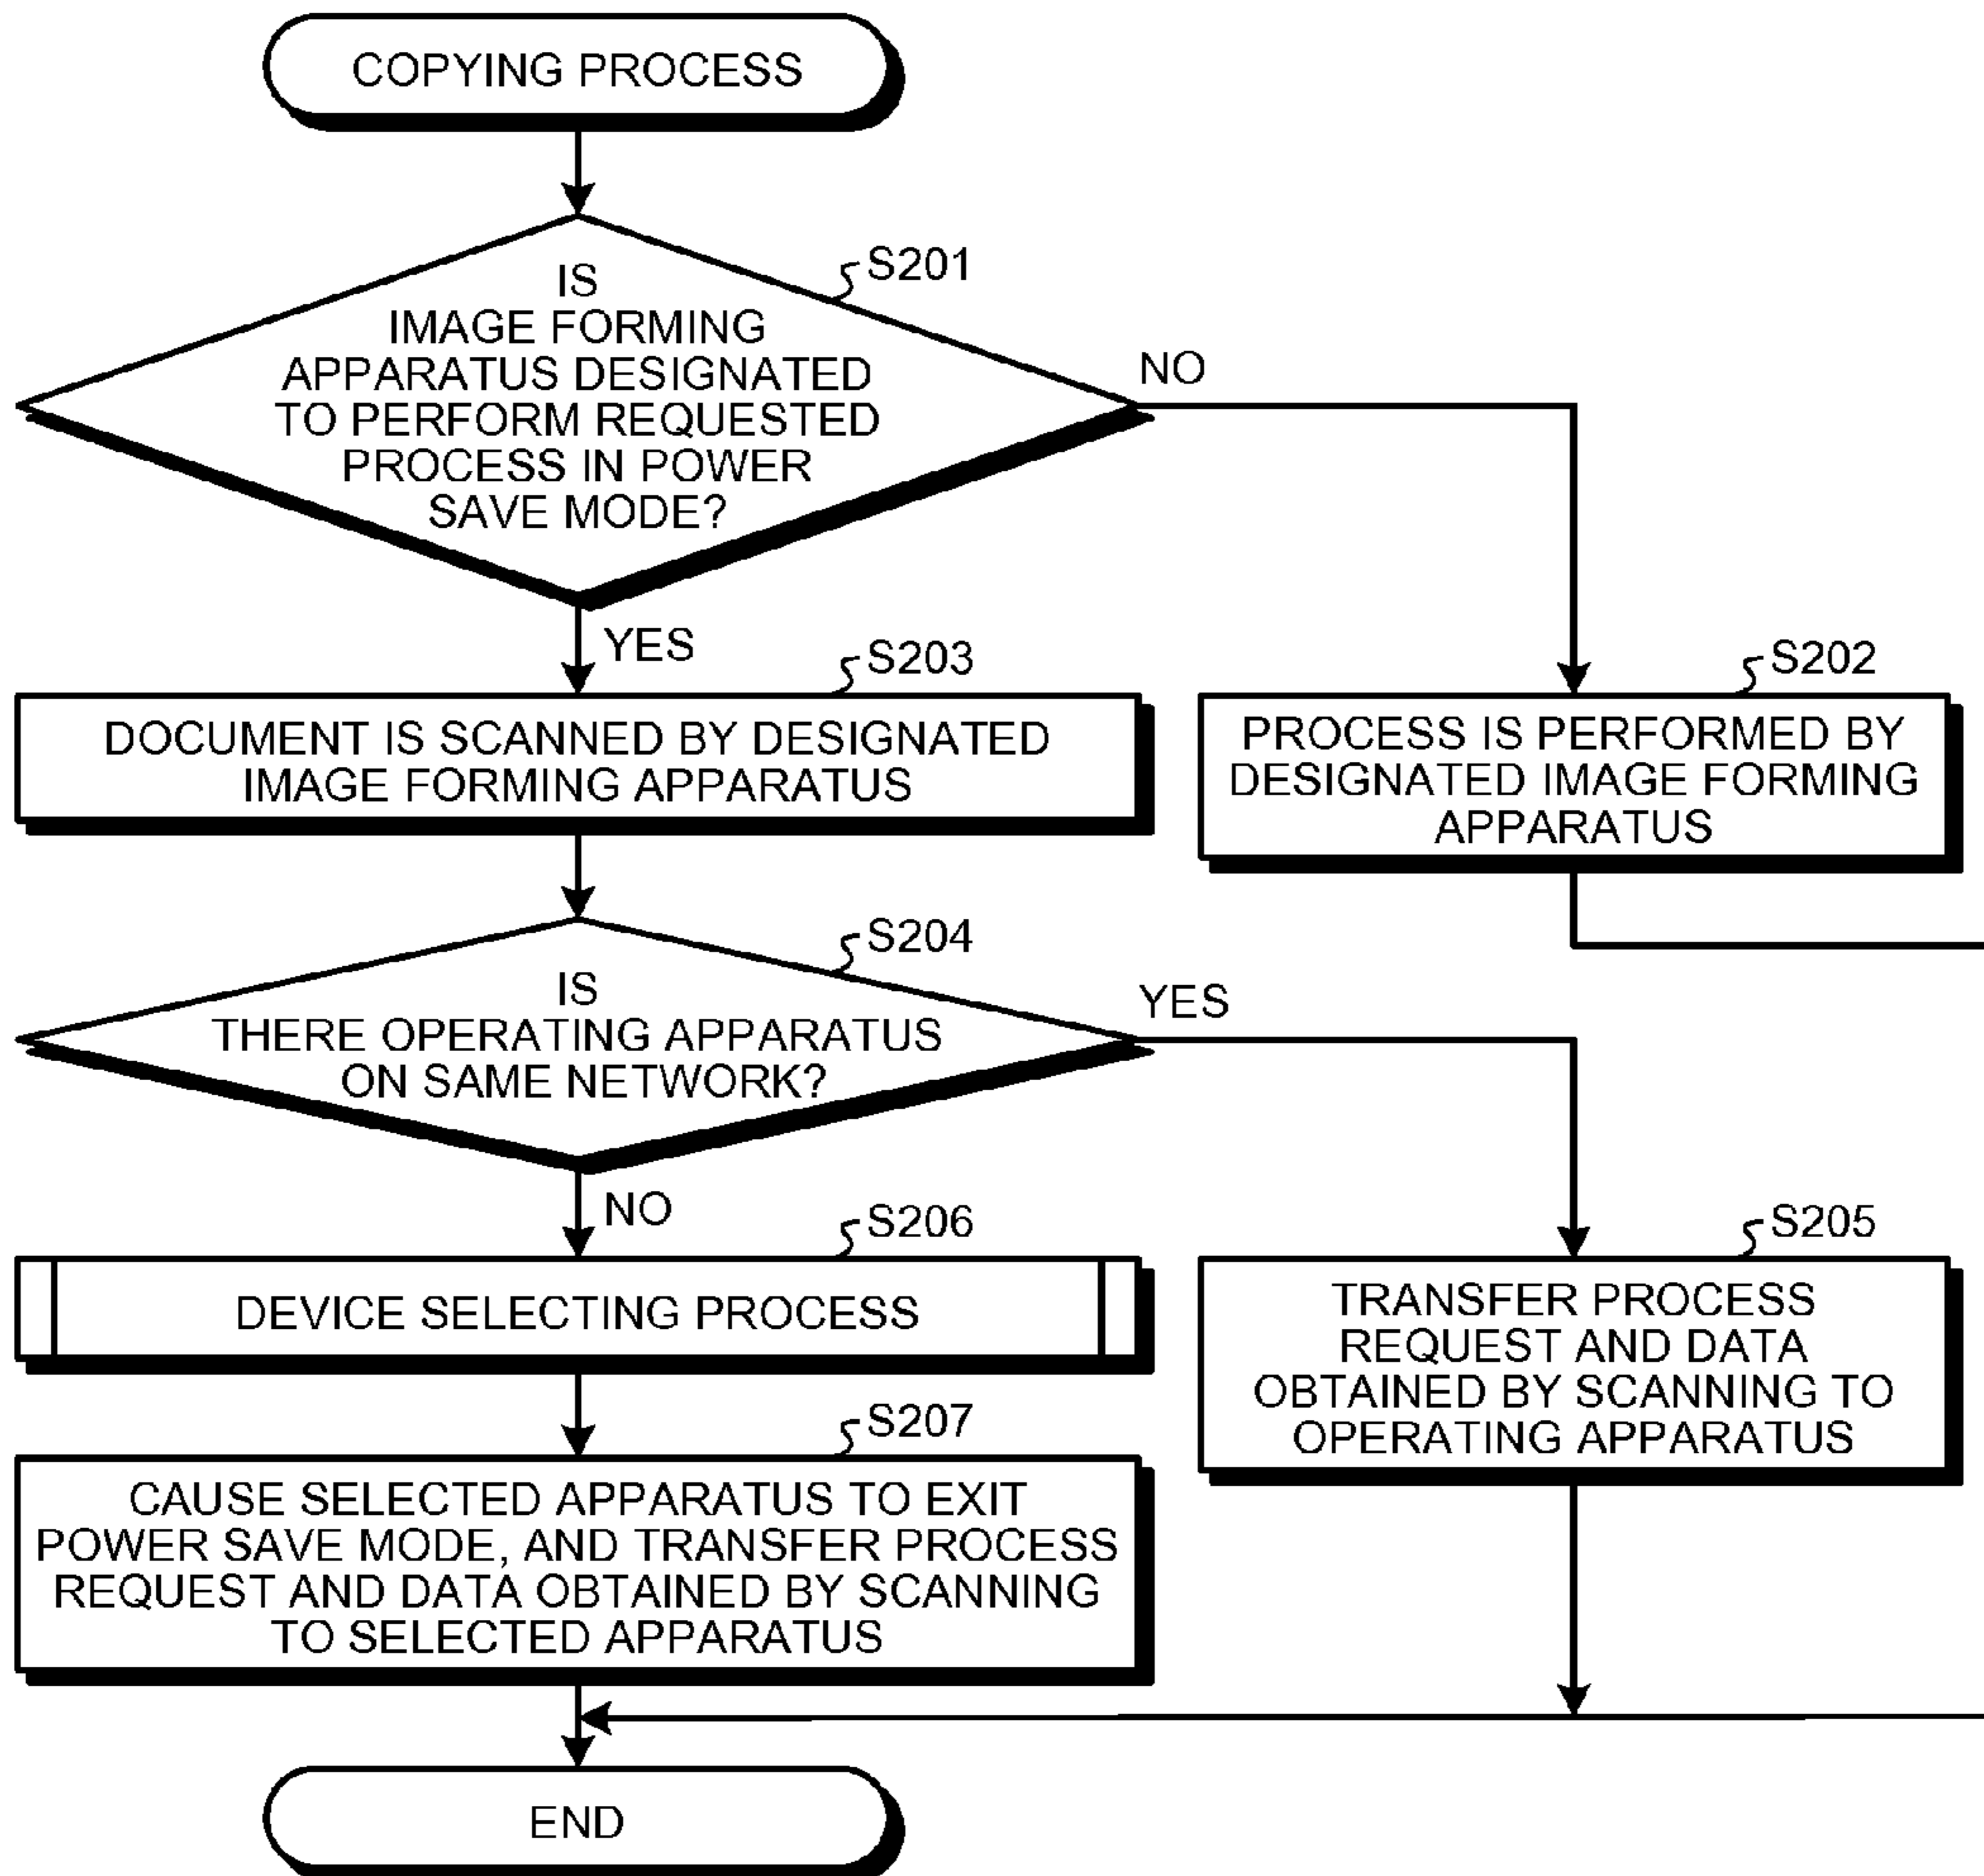 COPYING PROCESS
S201
IS
IMAGE FORMING
APPARATUS DESIGNATED
TO PERFORM REQUESTED
PROCESS IN POWER
SAVE MODE?
NO
YES
S203
DOCUMENT IS SCANNED BY DESIGNATED
IMAGE FORMING APPARATUS
S202
PROCESS IS PERFORMED BY
DESIGNATED IMAGE FORMING
APPARATUS
S204
IS
THERE OPERATING APPARATUS
ON SAME NETWORK?
YES
NO
S206
DEVICE SELECTING PROCESS
S205
TRANSFER PROCESS
REQUEST AND DATA
OBTAINED BY SCANNING TO
OPERATING APPARATUS
S207
CAUSE SELECTED APPARATUS TO EXIT
POWER SAVE MODE, AND TRANSFER PROCESS
REQUEST AND DATA OBTAINED BY SCANNING
TO SELECTED APPARATUS
END